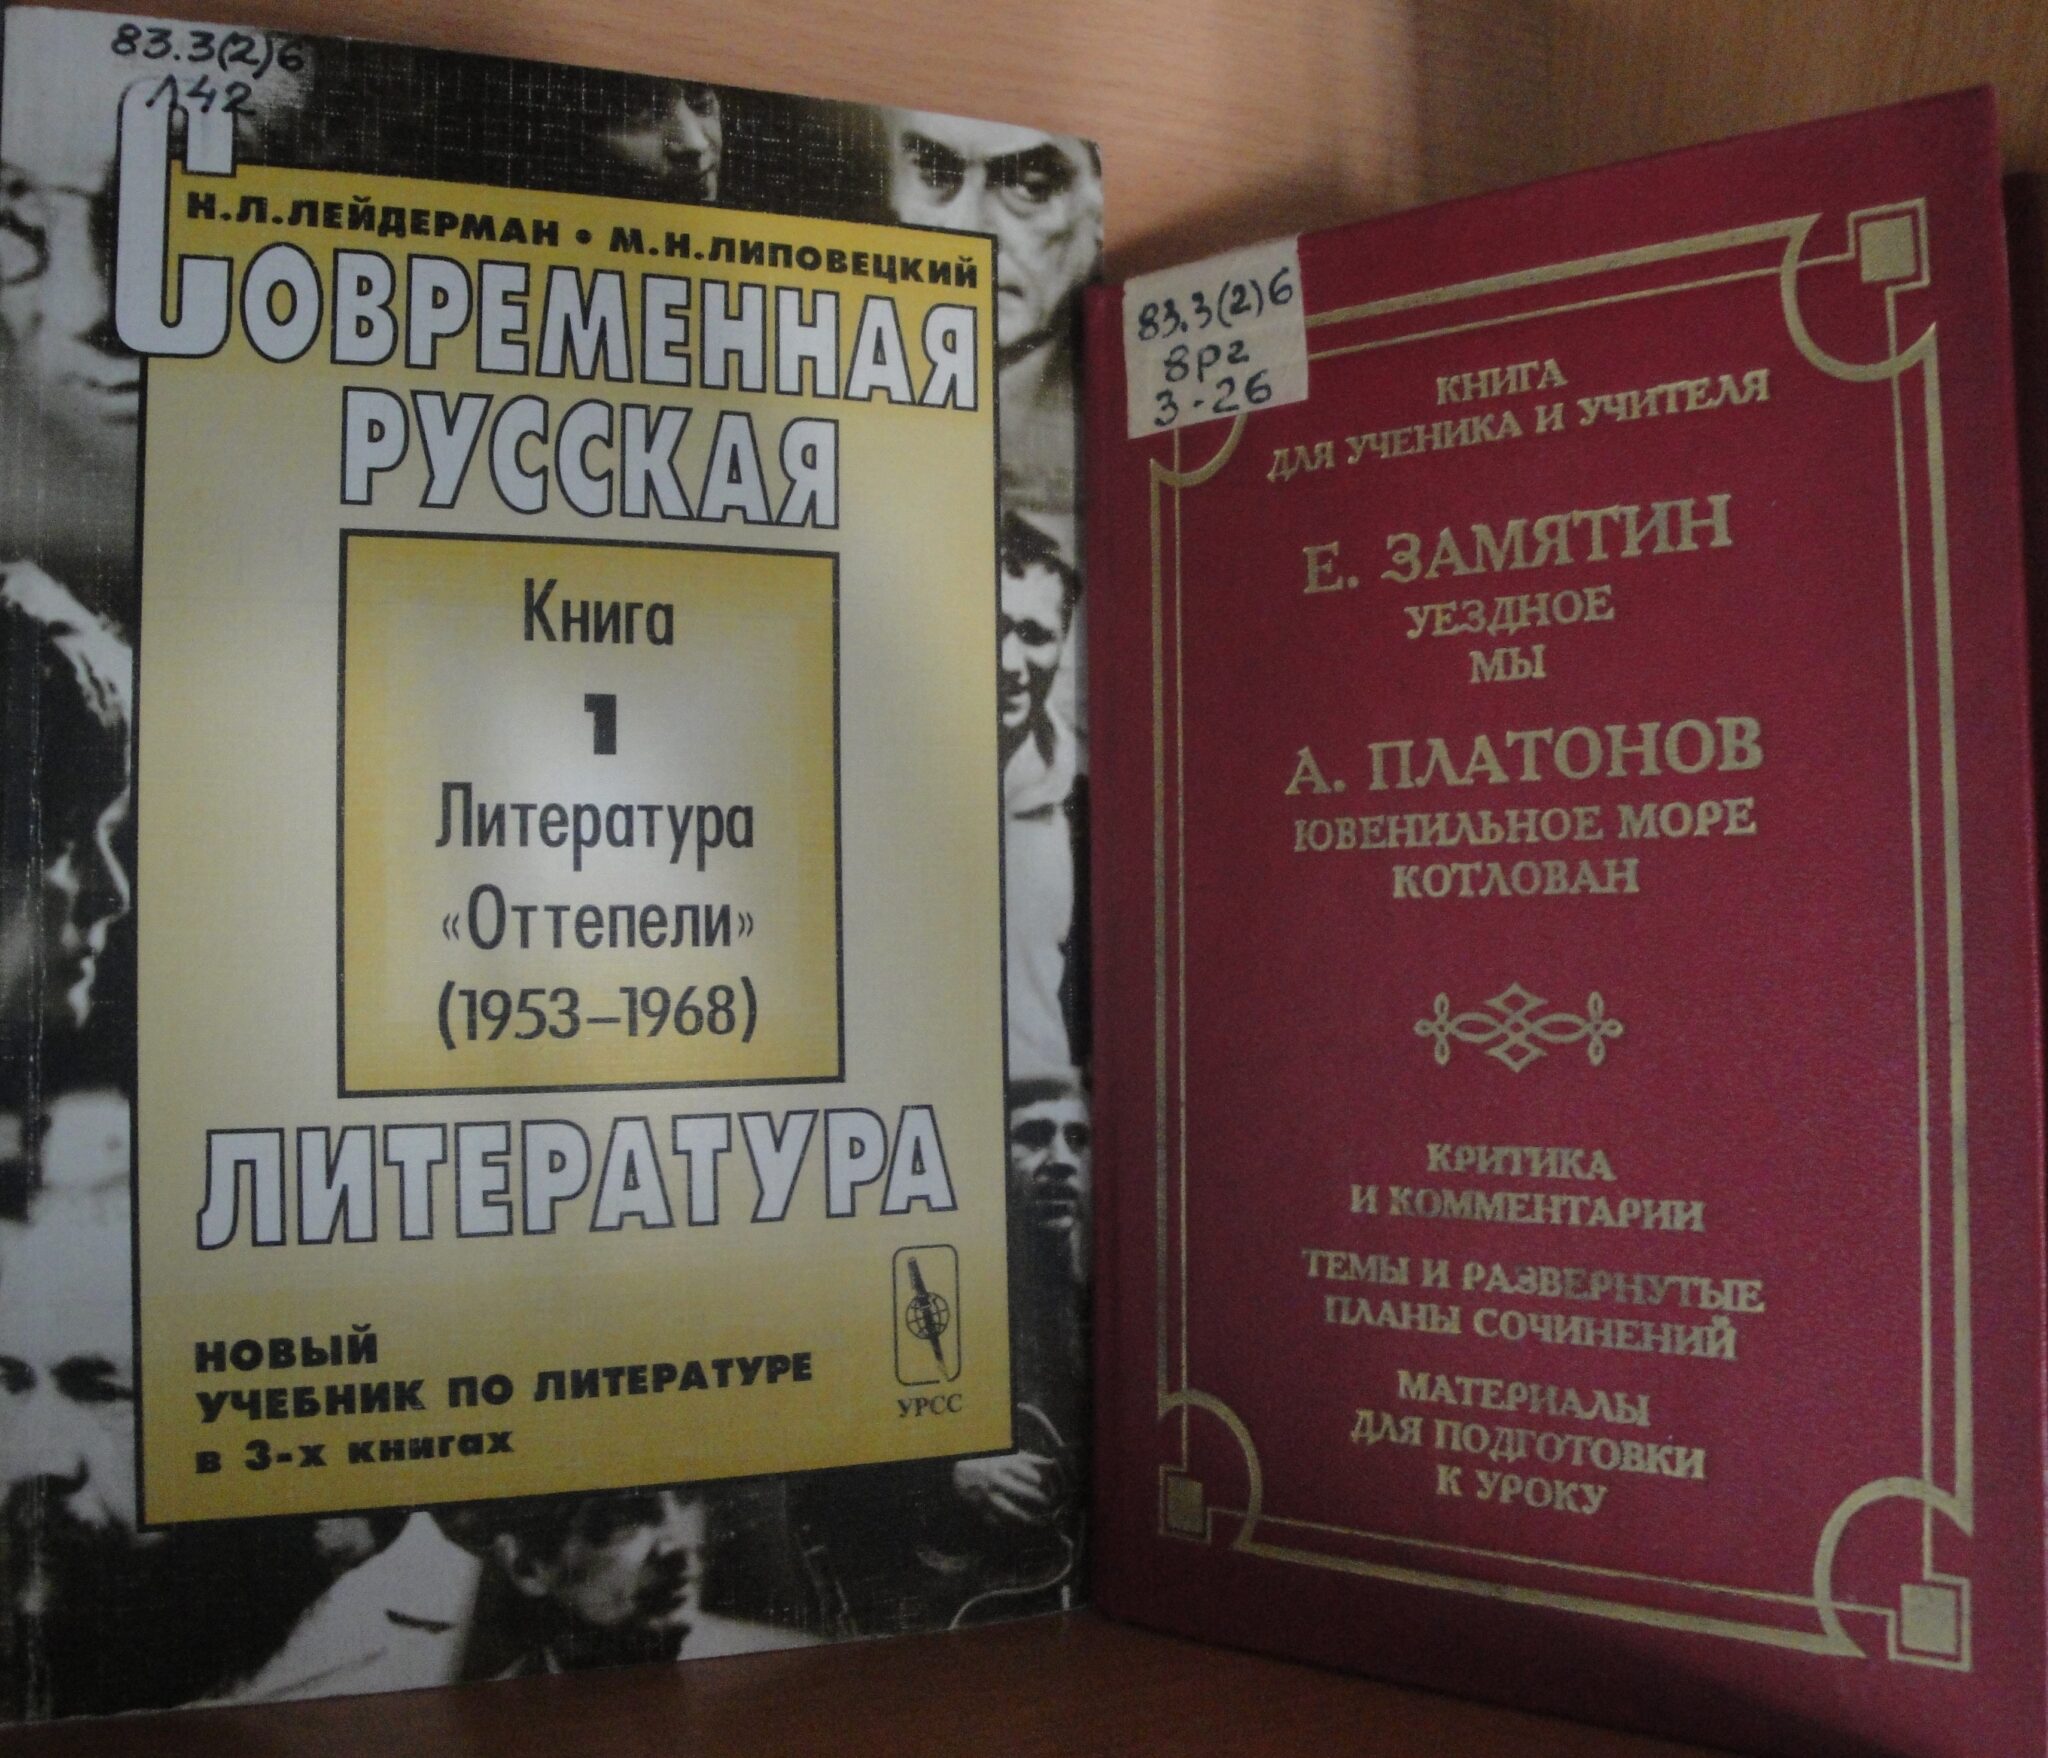 83.3(2)6
Л42
Н.Л.ЛЕЙДЕРМАН • М.Н.ЛИПОВЕЦКИЙ
СОВРЕМЕННАЯ
РУССКАЯ
Книга
1
Литература
«Оттепели»
(1953–1968)
ЛИТЕРАТУРА
НОВЫЙ
УЧЕБНИК ПО ЛИТЕРАТУРЕ
в 3-х книгах
УРСС
83.3(2)6
8Р2
З-26
КНИГА
ДЛЯ УЧЕНИКА И УЧИТЕЛЯ
Е. ЗАМЯТИН
УЕЗДНОЕ
МЫ
А. ПЛАТОНОВ
ЮВЕНИЛЬНОЕ МОРЕ
КОТЛОВАН
КРИТИКА
И КОММЕНТАРИИ
ТЕМЫ И РАЗВЕРНУТЫЕ
ПЛАНЫ СОЧИНЕНИЙ
МАТЕРИАЛЫ
ДЛЯ ПОДГОТОВКИ
К УРОКУ